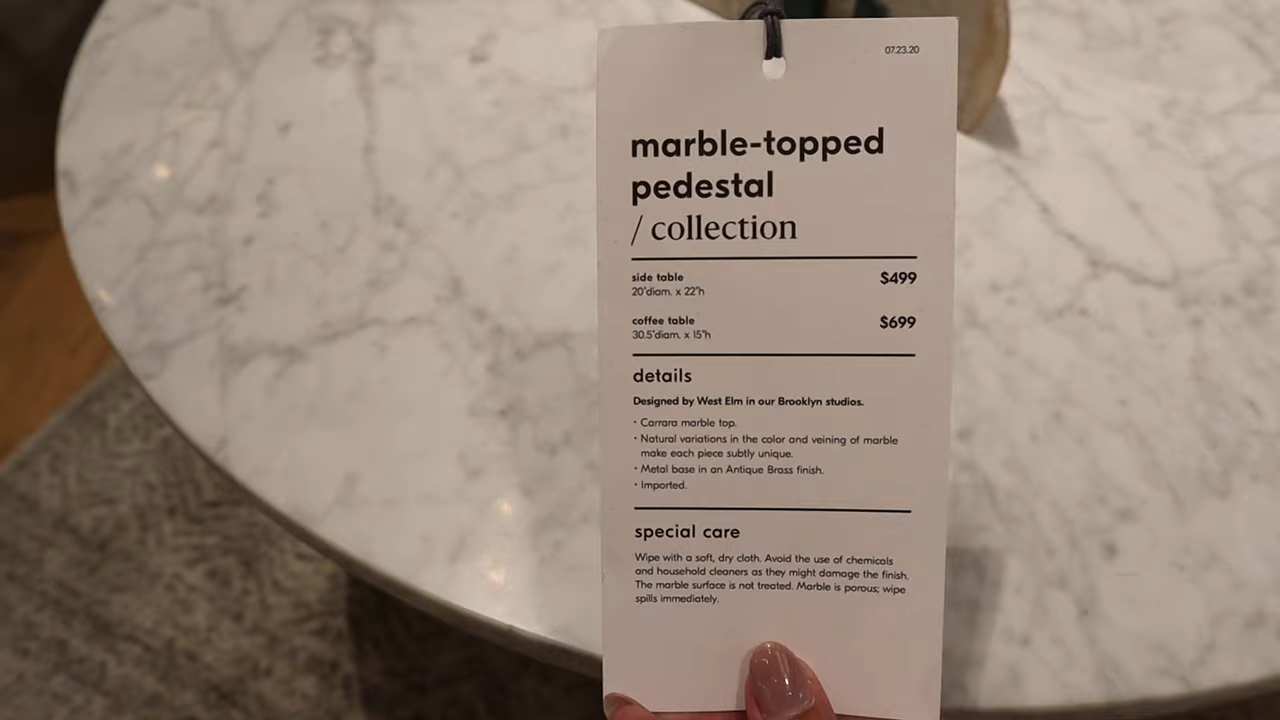 07.23.20
marble-topped
pedestal
/ collection
side table $499
20"diam. x 22"h
coffee table $699
30.5"diam. x 15"h
details
Designed by West Elm in our Brooklyn studios.
• Carrara marble top.
• Natural variations in the color and veining of marble
make each piece subtly unique.
• Metal base in an Antique Brass finish.
• Imported.
special care
Wipe with a soft, dry cloth. Avoid the use of chemicals
and household cleaners as they might damage the finish.
The marble surface is not treated. Marble is porous; wipe
spills immediately.